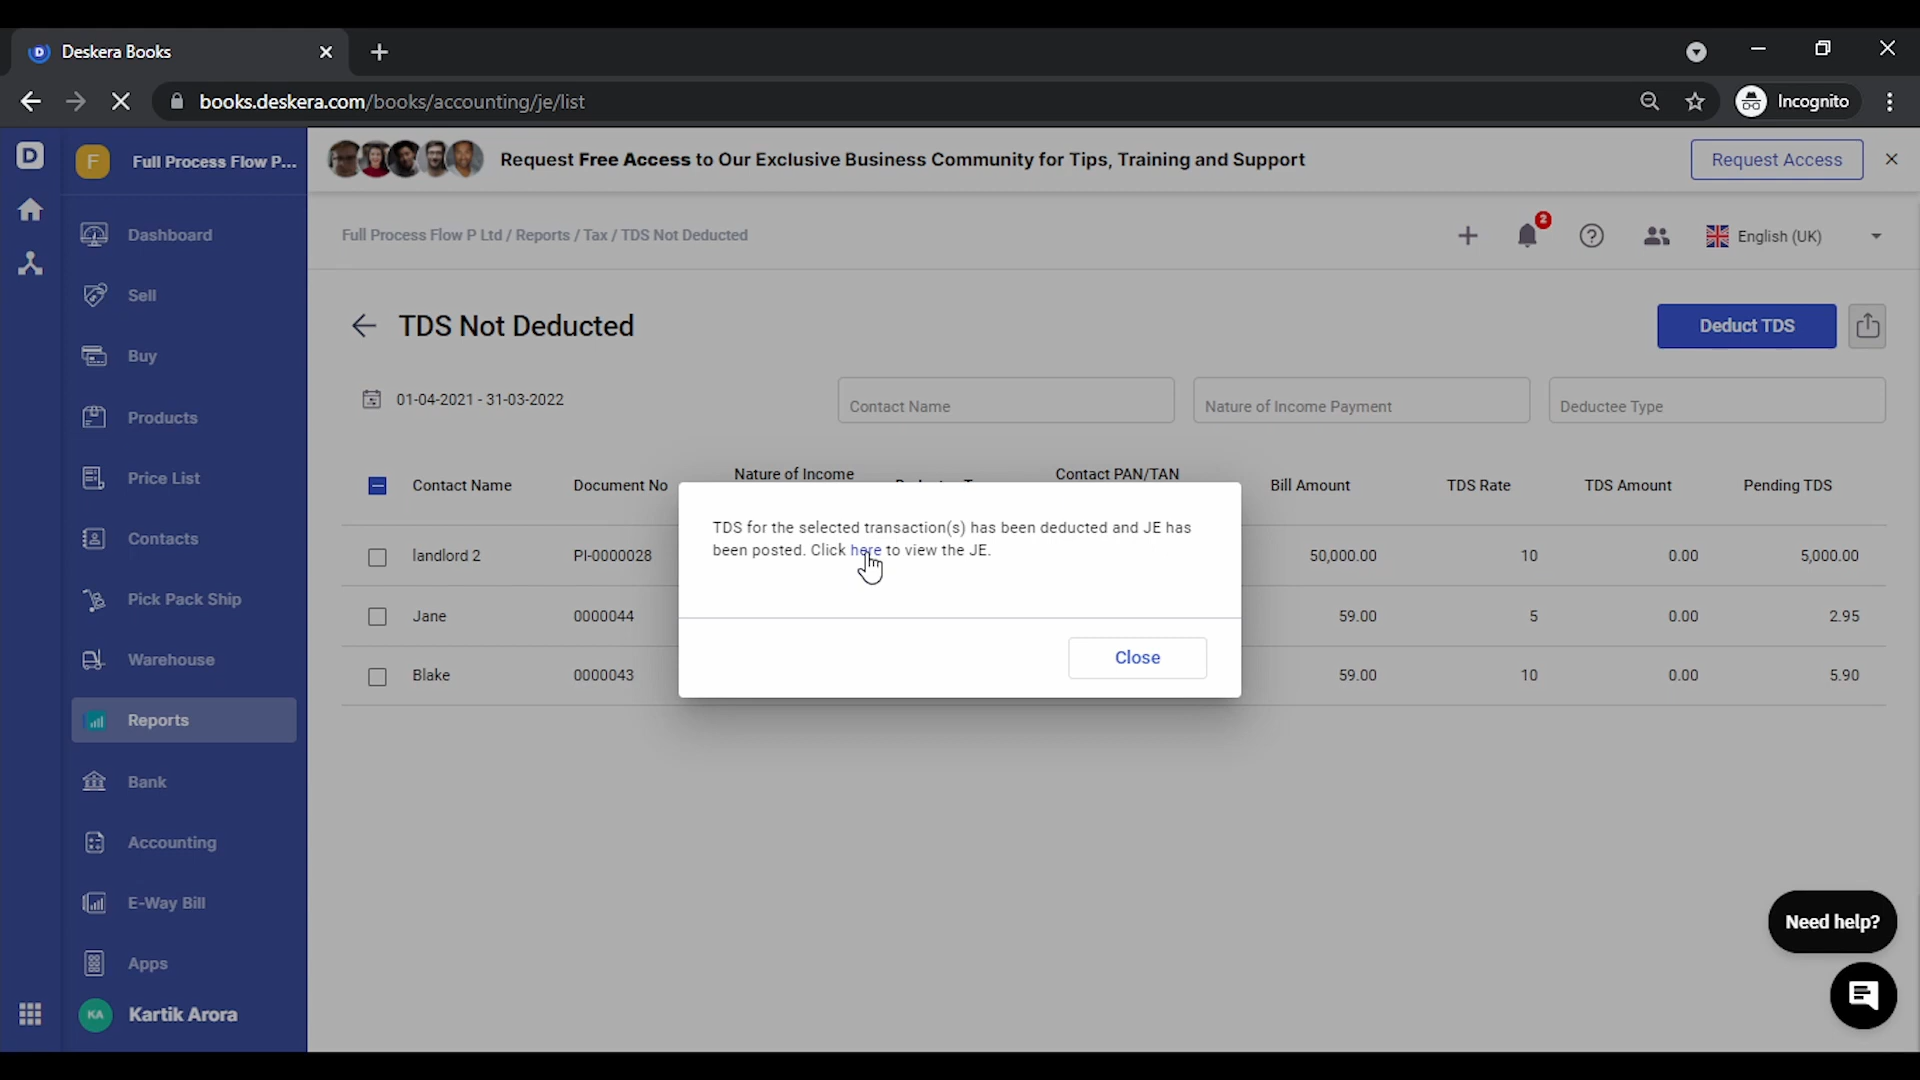 Deskera Books
books.deskera.com/books/accounting/je/list
Incognito
Full Process Flow P...
Request Free Access to Our Exclusive Business Community for Tips, Training and Support
Request Access
Dashboard
Sell
Buy
Products
Price List
Contacts
Pick Pack Ship
Warehouse
Reports
Bank
Accounting
E-Way Bill
Apps
KA Kartik Arora
Full Process Flow P Ltd / Reports / Tax / TDS Not Deducted
2
English (UK)
TDS Not Deducted
Deduct TDS
01-04-2021 - 31-03-2022
Contact Name
Nature of Income Payment
Deductee Type
Contact Name Document No Nature of Income Contact PAN/TAN Bill Amount TDS Rate TDS Amount Pending TDS
landlord 2 PI-0000028 50,000.00 10 0.00 5,000.00
Jane 0000044 59.00 5 0.00 2.95
Blake 0000043 59.00 10 0.00 5.90
TDS for the selected transaction(s) has been deducted and JE has
been posted. Click here to view the JE.
Close
Need help?